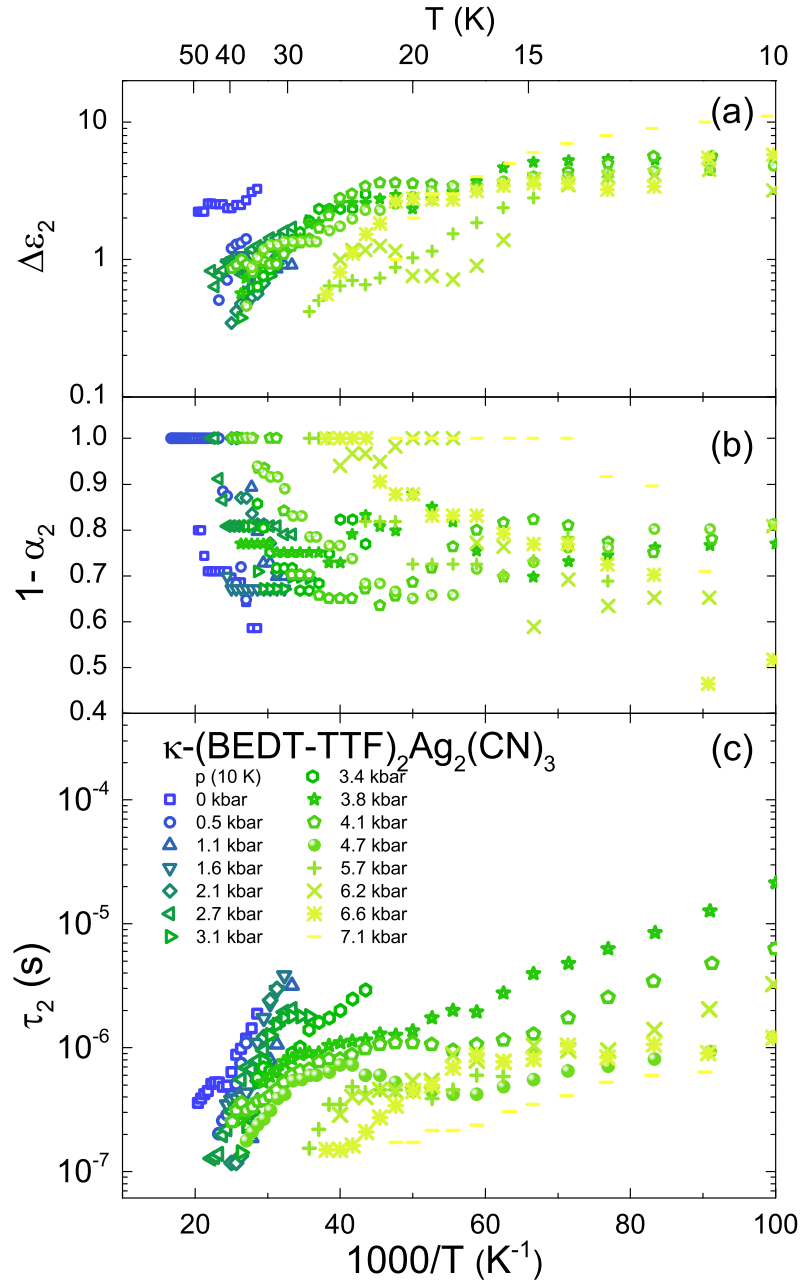 T (K)
50 40 30 20 15 10
(a)
10
1
0.1
Δε₂
(b)
1.0
0.9
0.8
0.7
0.6
0.5
0.4
1- α₂
κ-(BEDT-TTF)₂Ag₂(CN)₃ (c)
p (10 K)
0 kbar
0.5 kbar
1.1 kbar
1.6 kbar
2.1 kbar
2.7 kbar
3.1 kbar
3.4 kbar
3.8 kbar
4.1 kbar
4.7 kbar
5.7 kbar
6.2 kbar
6.6 kbar
7.1 kbar
10⁻⁴
10⁻⁵
10⁻⁶
10⁻⁷
τ₂ (s)
20 40 60 80 100
1000/T (K⁻¹)